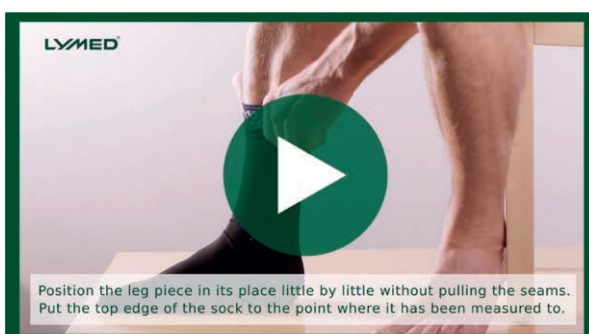 LYMED
Position the leg piece in its place little by little without pulling the seams.
Put the top edge of the sock to the point where it has been measured to.